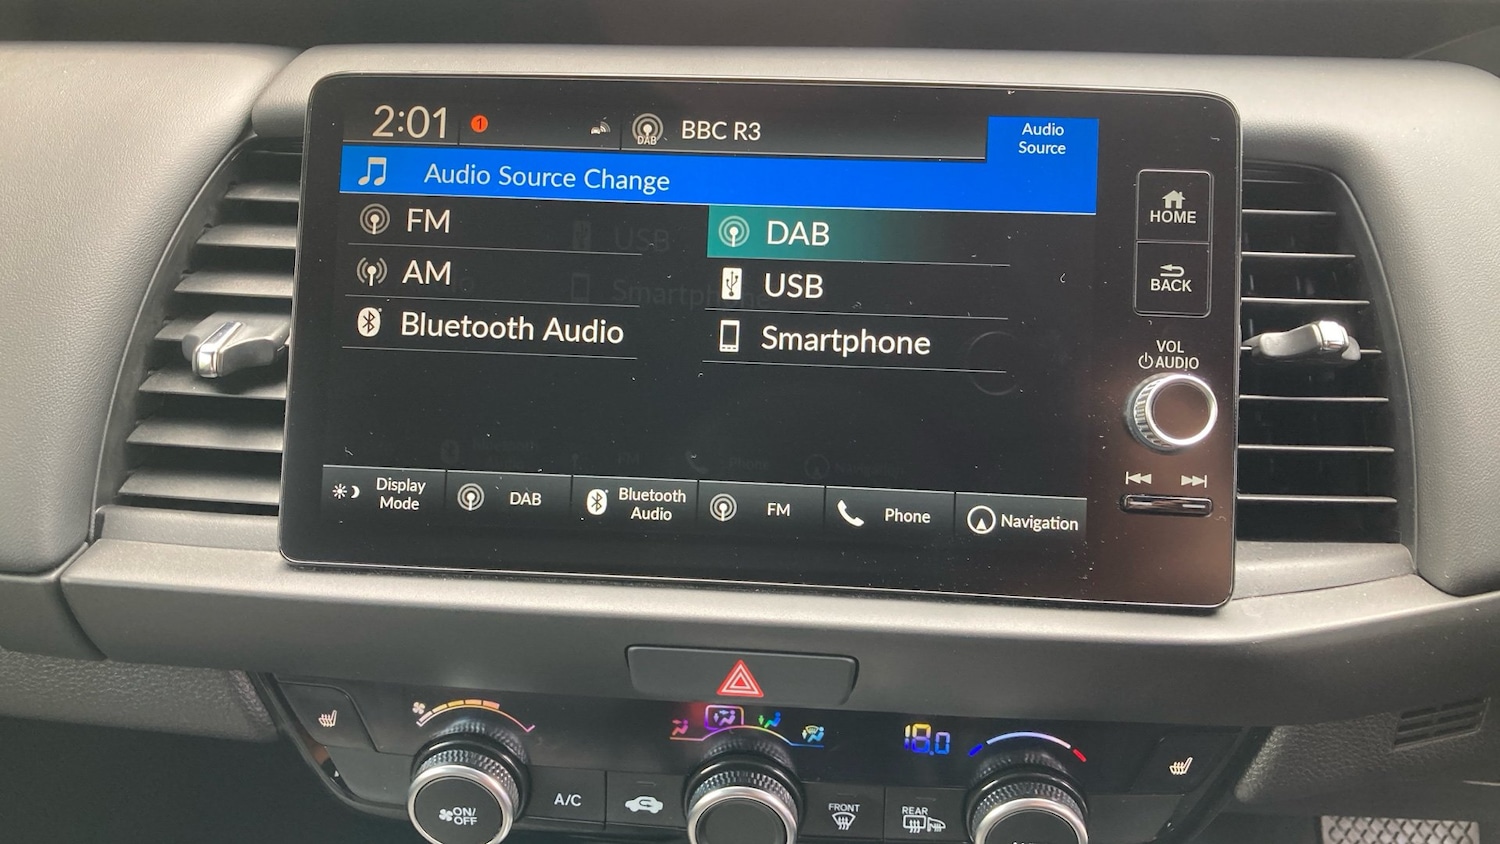 2:01
1
DAB
BBC R3
Audio
Source
Audio Source Change
FM
DAB
AM
USB
Bluetooth Audio
Smartphone
Display
Mode
DAB
Bluetooth
Audio
FM
Phone
Navigation
HOME
BACK
VOL
AUDIO
18.0
ON/
OFF
A/C
FRONT
REAR